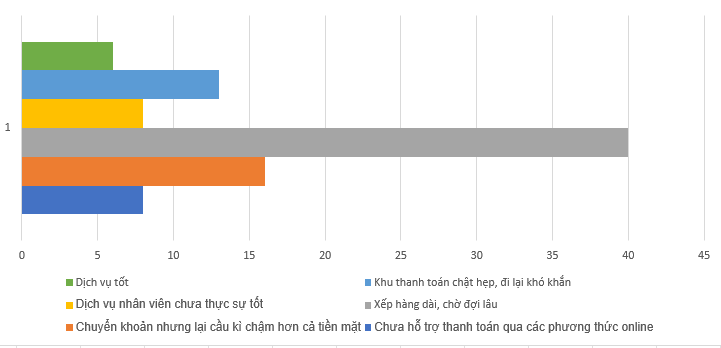 1
0 5 10 15 20 25 30 35 40 45
Dịch vụ tốt Khu thanh toán chật hẹp, đi lại khó khắn
Dịch vụ nhân viên chưa thực sự tốt Xếp hàng dài, chờ đợi lâu
Chuyển khoản nhưng lại cầu kì chậm hơn cả tiền mặt Chưa hỗ trợ thanh toán qua các phương thức online